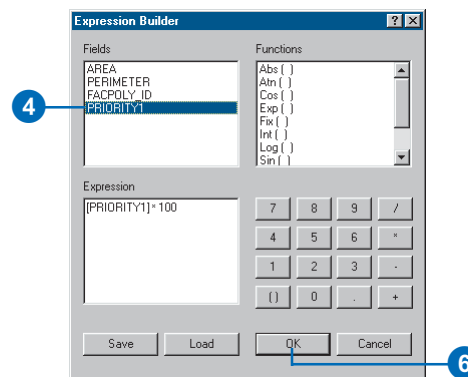 Expression Builder
? X
Fields
Functions
AREA
PERIMETER
FACPOLY_ID
PRIORITY1
Abs ( )
Atn ( )
Cos ( )
Exp ( )
Fix ( )
Int ( )
Log ( )
Sin ( )
4
Expression
[PRIORITY1] * 100
7 8 9 /
4 5 6 *
1 2 3 -
( ) 0 . +
Save Load OK Cancel
6